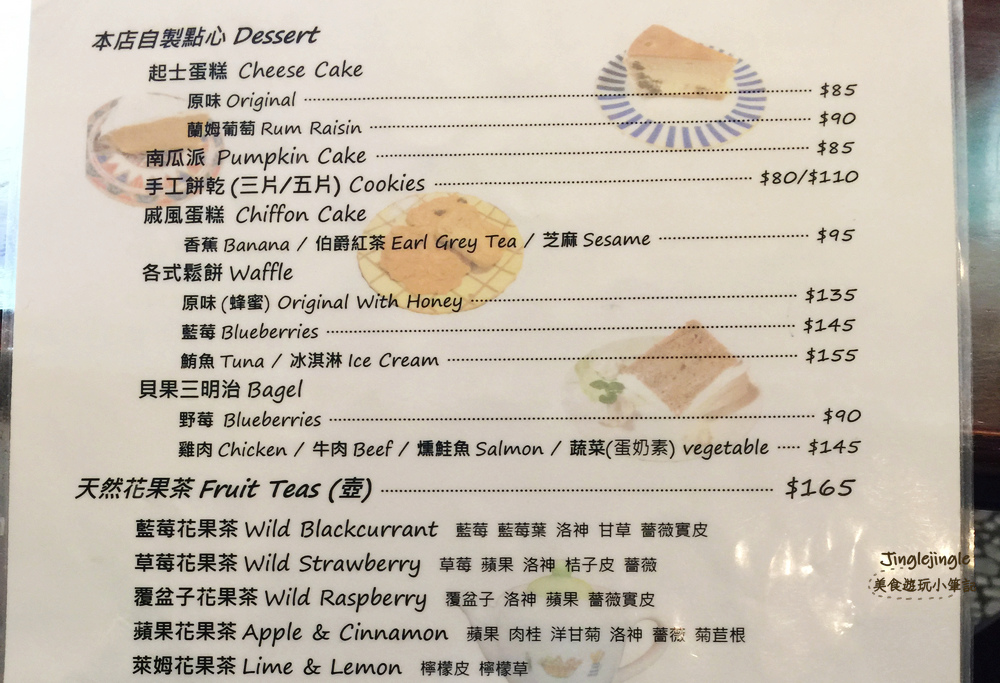 本店自製點心 Dessert
起士蛋糕 Cheese Cake
原味 Original $85
蘭姆葡萄 Rum Raisin $90
南瓜派 Pumpkin Cake $85
手工餅乾 (三片/五片) Cookies $80/$110
戚風蛋糕 Chiffon Cake
香蕉 Banana / 伯爵紅茶 Earl Grey Tea / 芝麻 Sesame $95
各式鬆餅 Waffle
原味 (蜂蜜) Original With Honey $135
藍莓 Blueberries $145
鮪魚 Tuna / 冰淇淋 Ice Cream $155
貝果三明治 Bagel
野莓 Blueberries $90
雞肉 Chicken / 牛肉 Beef / 燻鮭魚 Salmon / 蔬菜(蛋奶素) vegetable $145
天然花果茶 Fruit Teas (壺) $165
藍莓花果茶 Wild Blackcurrant 藍莓 藍莓葉 洛神 甘草 薔薇實皮
草莓花果茶 Wild Strawberry 草莓 蘋果 洛神 桔子皮 薔薇
覆盆子花果茶 Wild Raspberry 覆盆子 洛神 蘋果 薔薇實皮
蘋果花果茶 Apple & Cinnamon 蘋果 肉桂 洋甘菊 洛神 薔薇 菊苣根
萊姆花果茶 Lime & Lemon 檸檬皮 檸檬草
Jinglejingle
美食遊玩小筆記